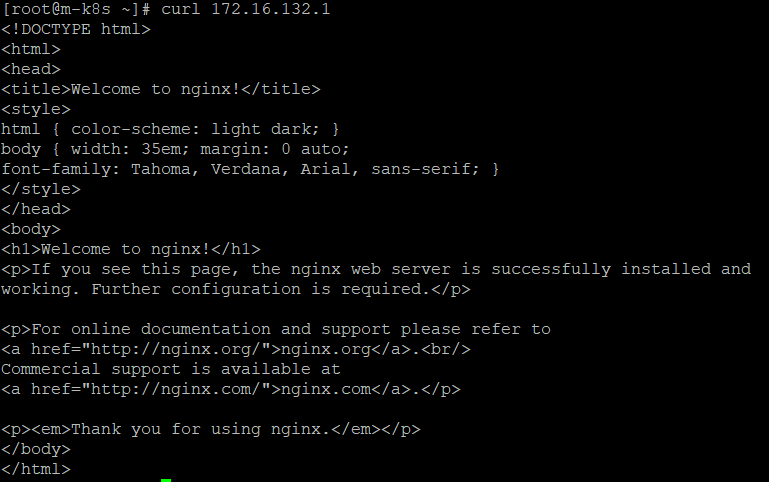 [root@m-k8s ~]# curl 172.16.132.1
<!DOCTYPE html>
<html>
<head>
<title>Welcome to nginx!</title>
<style>
html { color-scheme: light dark; }
body { width: 35em; margin: 0 auto;
font-family: Tahoma, Verdana, Arial, sans-serif; }
</style>
</head>
<body>
<h1>Welcome to nginx!</h1>
<p>If you see this page, the nginx web server is successfully installed and
working. Further configuration is required.</p>

<p>For online documentation and support please refer to
<a href="http://nginx.org/">nginx.org</a>.<br/>
Commercial support is available at
<a href="http://nginx.com/">nginx.com</a>.</p>

<p><em>Thank you for using nginx.</em></p>
</body>
</html>